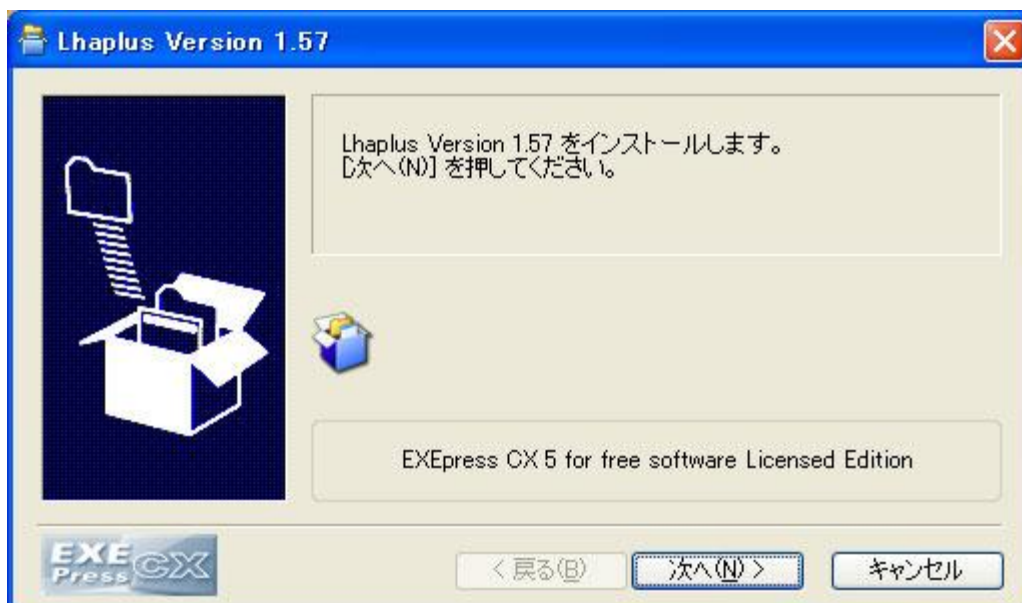 Lhaplus Version 1.57
Lhaplus Version 1.57 をインストールします。
[次へ(N)] を押してください。
EXEpress CX 5 for free software Licensed Edition
EXE
Press CX
< 戻る(B)
次へ(N) >
キャンセル